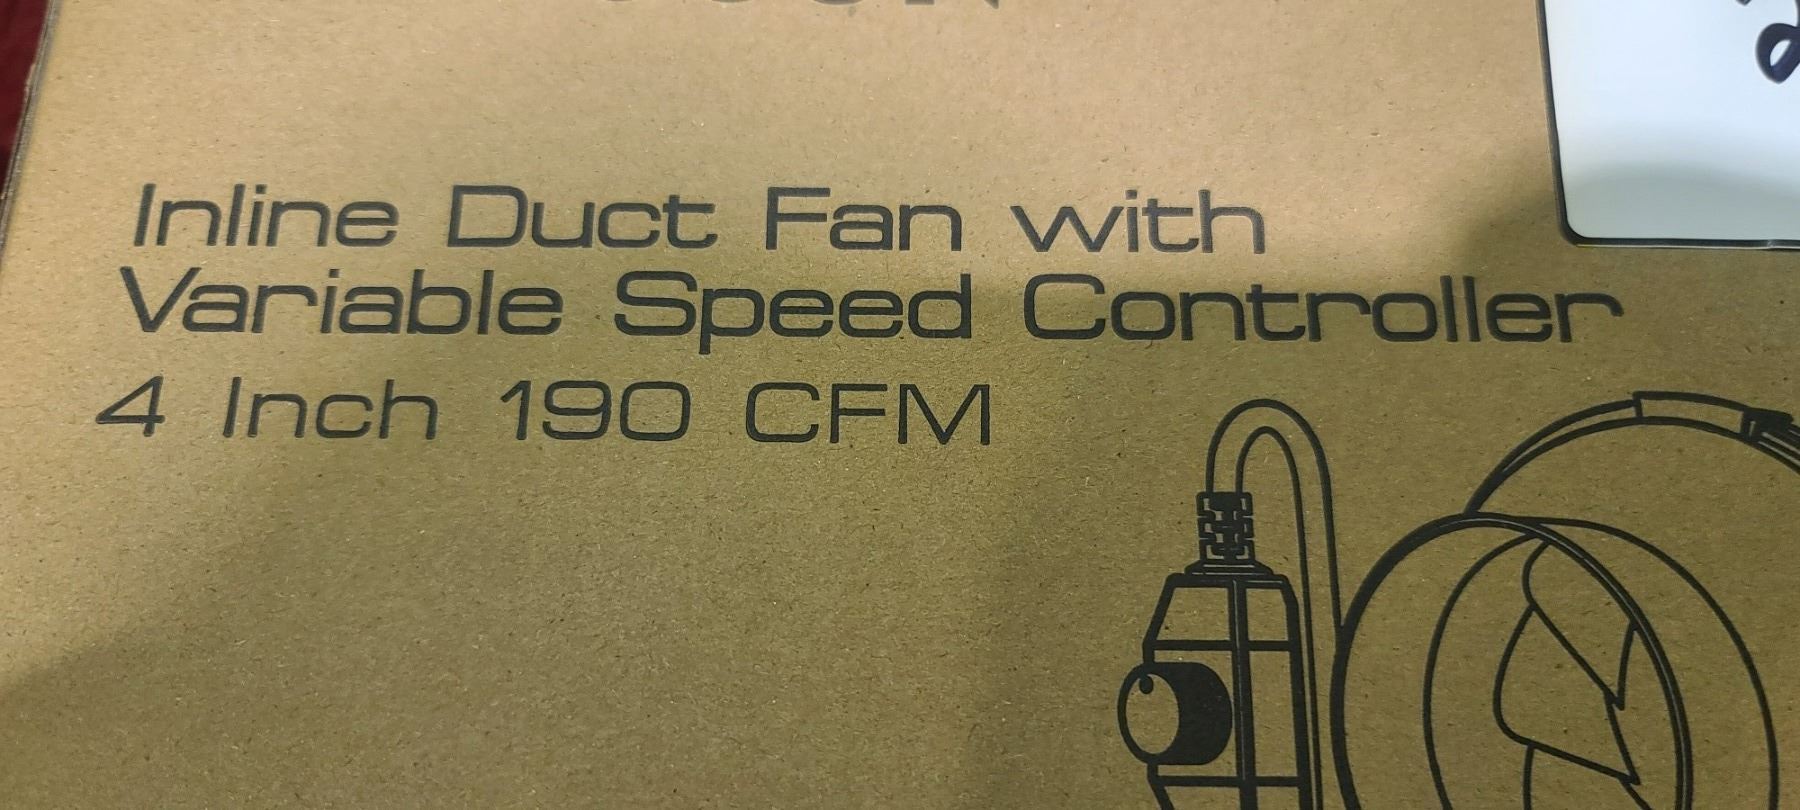 Inline Duct Fan with
Variable Speed Controller
4 Inch 190 CFM